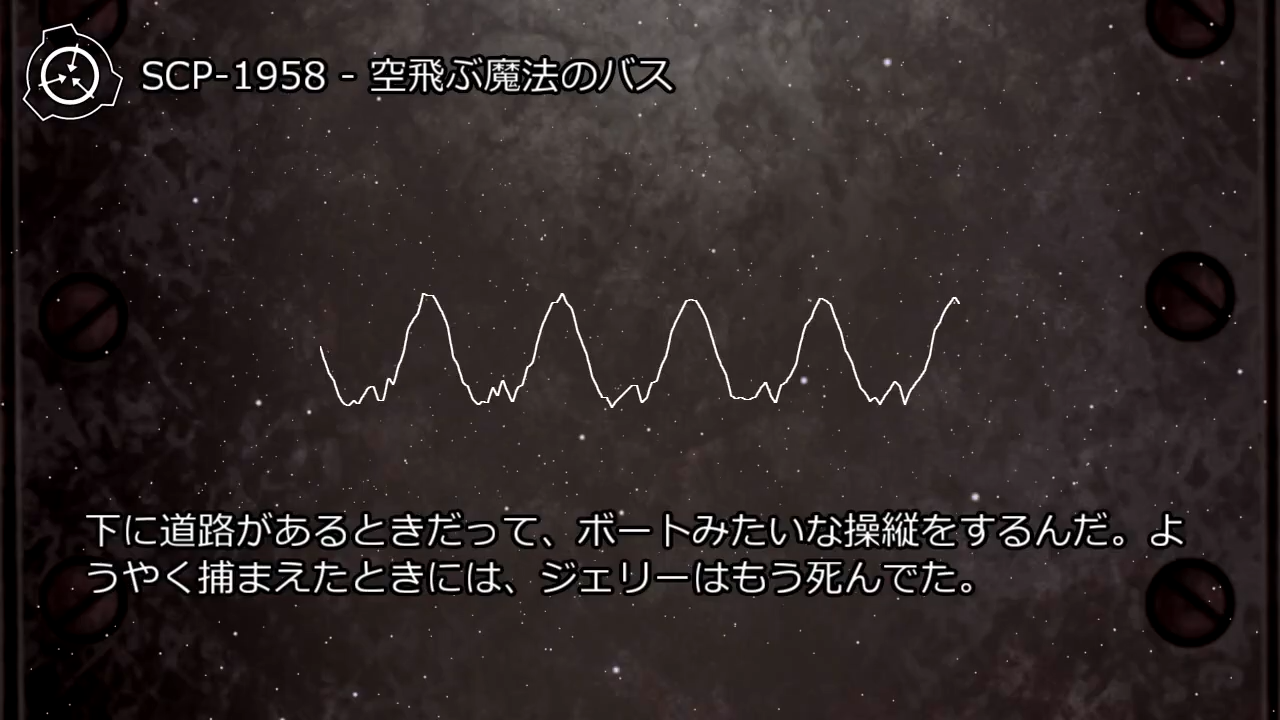 SCP-1958 - 空飛ぶ魔法のバス
下に道路があるときだって、ボートみたいな操縦をするんだ。よ
うやく捕まえたときには、ジェリーはもう死んでた。